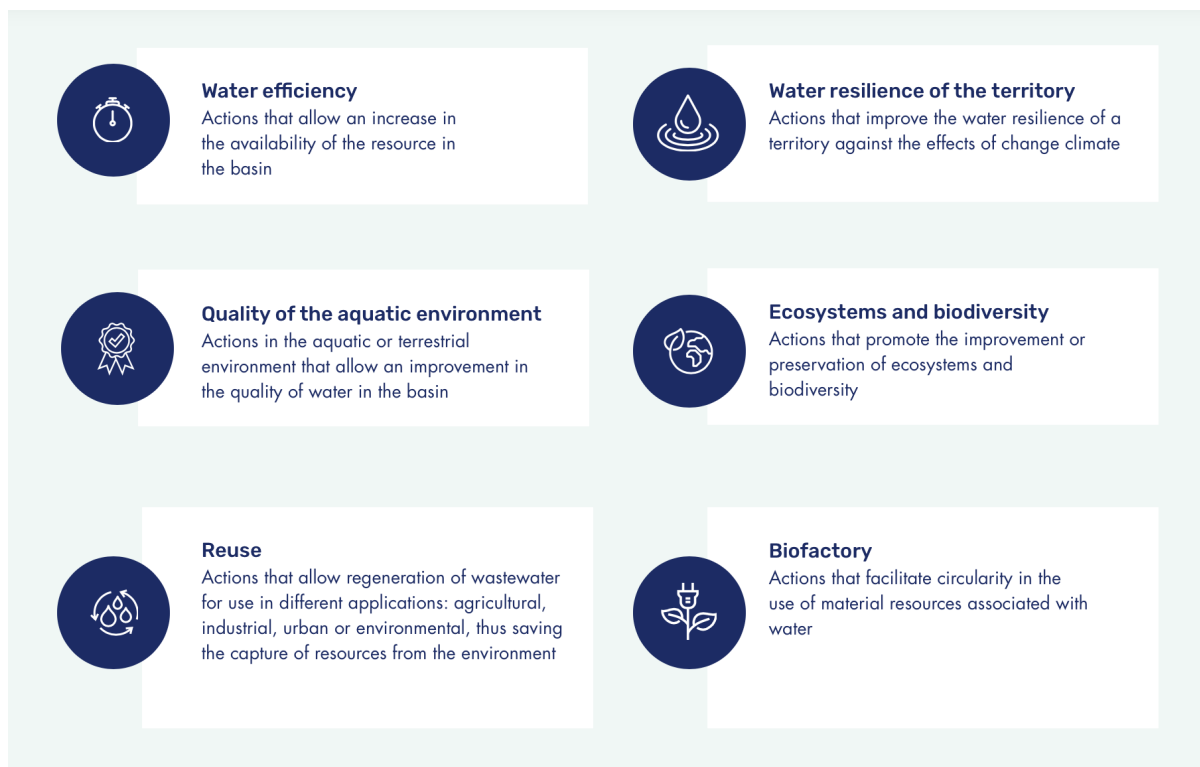 Water efficiency
Actions that allow an increase in
the availability of the resource in
the basin
Water resilience of the territory
Actions that improve the water resilience of a
territory against the effects of change climate
Quality of the aquatic environment
Actions in the aquatic or terrestrial
environment that allow an improvement in
the quality of water in the basin
Ecosystems and biodiversity
Actions that promote the improvement or
preservation of ecosystems and
biodiversity
Reuse
Actions that allow regeneration of wastewater
for use in different applications: agricultural,
industrial, urban or environmental, thus saving
the capture of resources from the environment
Biofactory
Actions that facilitate circularity in the
use of material resources associated with
water